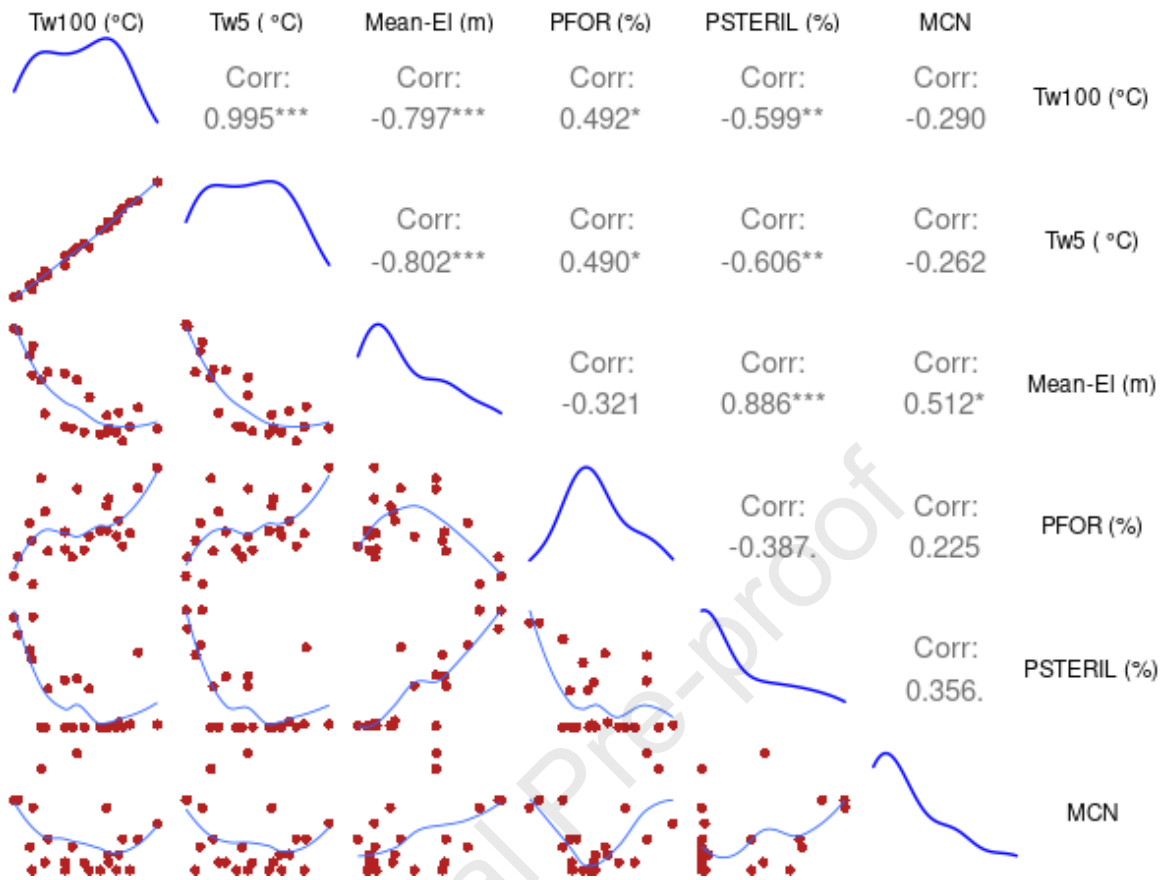 Tw100 (°C) Tw5 ( °C) Mean-El (m) PFOR (%) PSTERIL (%) MCN
Corr: Corr: Corr: Corr: Corr:
0.995*** -0.797*** 0.492* -0.599** -0.290
Tw100 (°C)
Corr: Corr: Corr: Corr:
-0.802*** 0.490* -0.606** -0.262
Tw5 ( °C)
Corr: Corr: Corr:
-0.321 0.886*** 0.512*
Mean-El (m)
Corr: Corr:
-0.387. 0.225
PFOR (%)
Corr:
0.356.
PSTERIL (%)
MCN
al Pre-proof